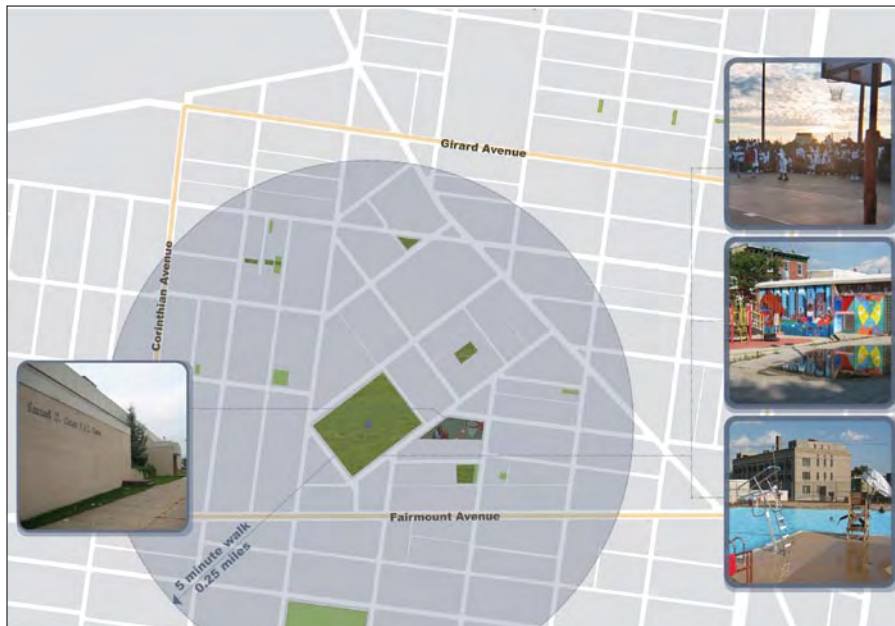 Girard Avenue
Corinthian Avenue
Fairmount Avenue
5 minute walk
0.25 miles